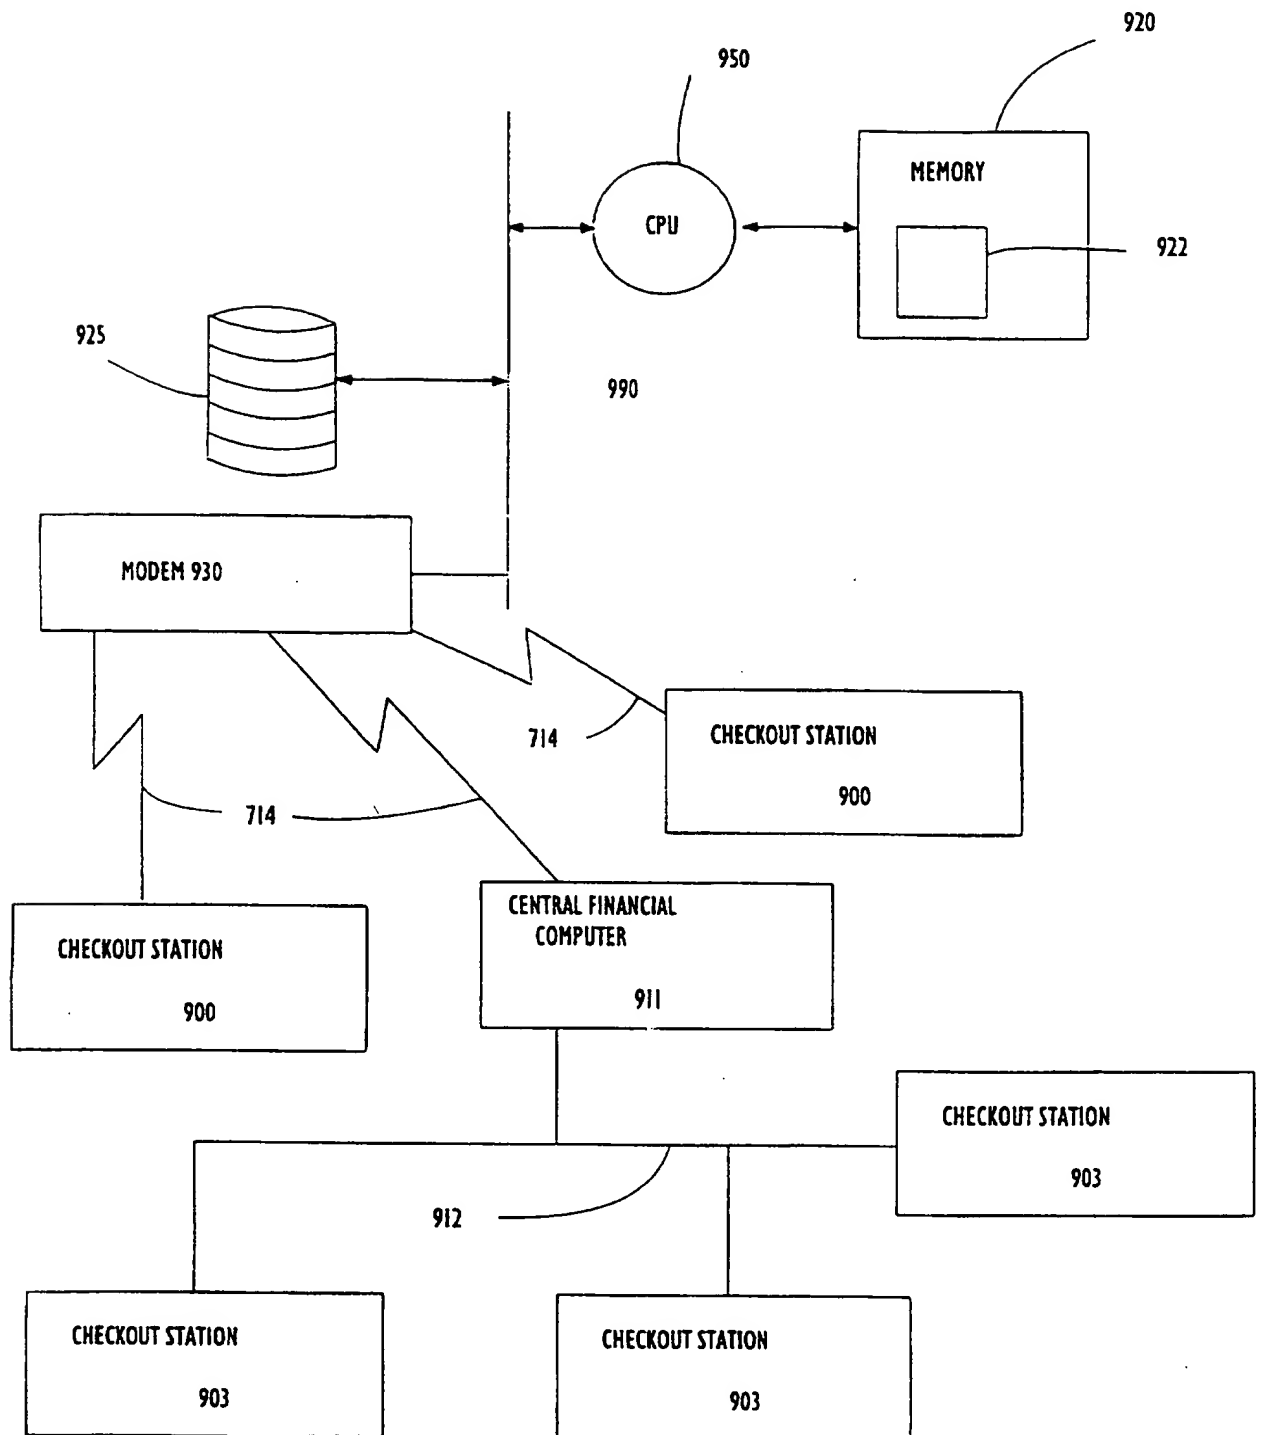 920
950
MEMORY
CPU
922
925
990
MODEM 930
714
CHECKOUT STATION
900
714
CENTRAL FINANCIAL
COMPUTER
911
CHECKOUT STATION
900
CHECKOUT STATION
903
912
CHECKOUT STATION
903
CHECKOUT STATION
903